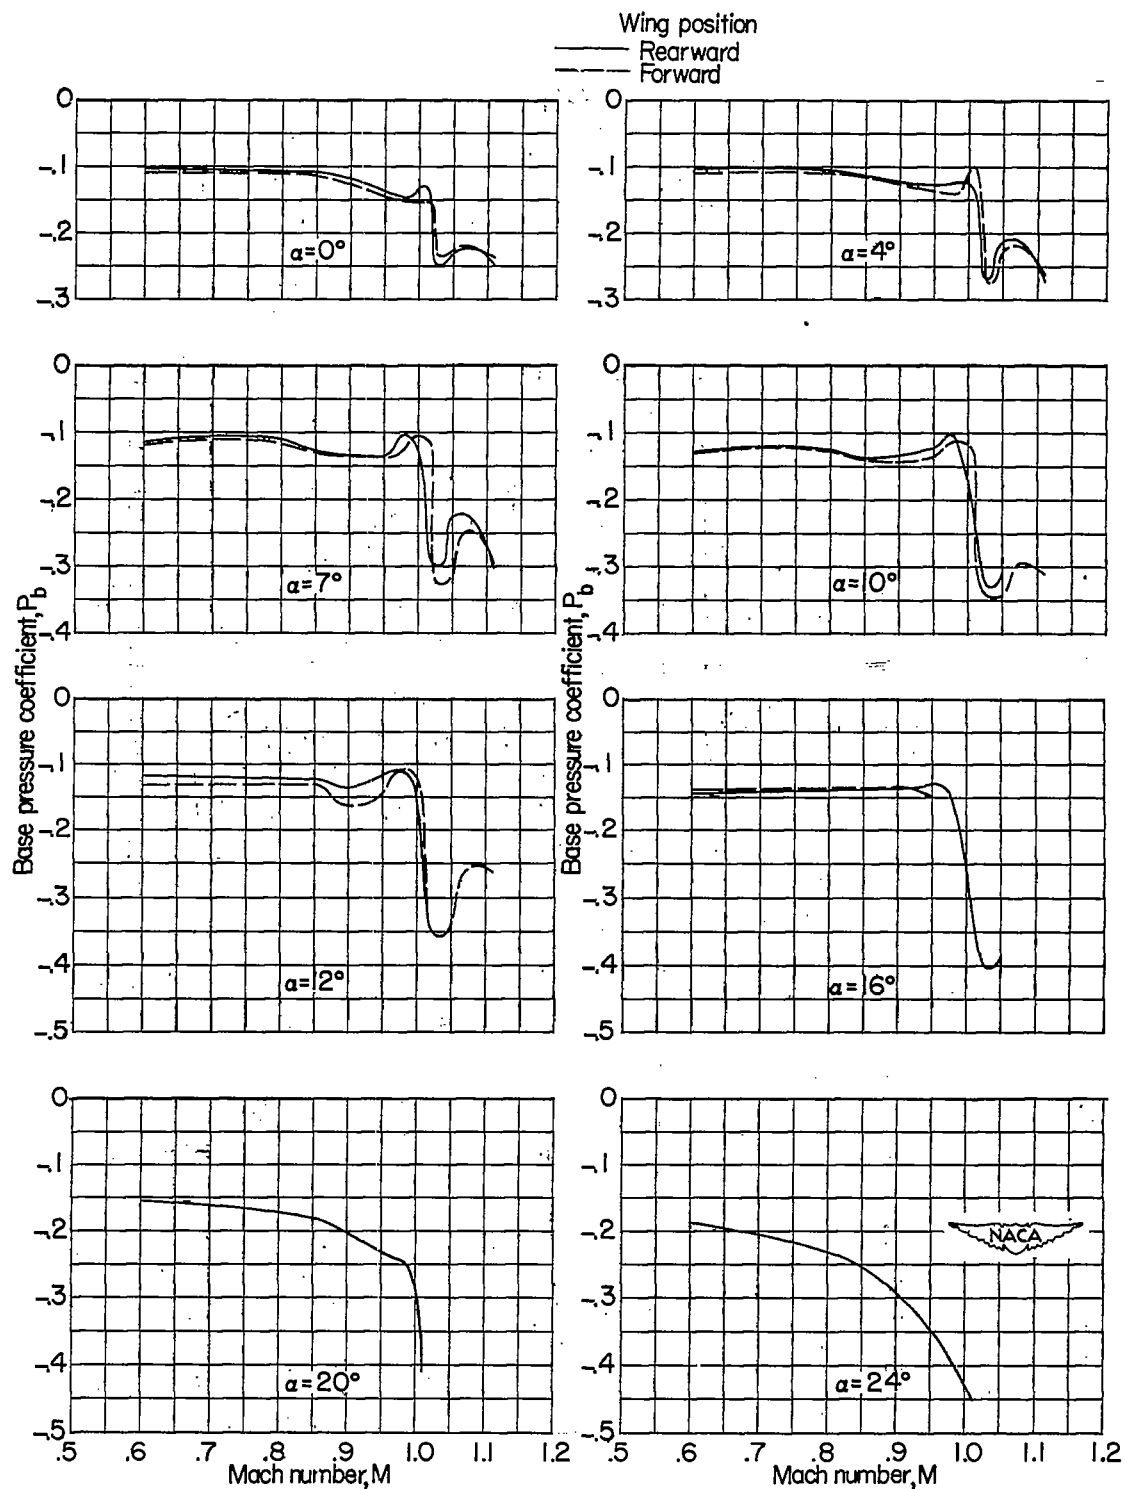 Wing position
Rearward
Forward
0
-.1
-.2
-.3
α=0°
0
-.1
-.2
-.3
α=4°
0
-.1
-.2
-.3
-.4
α=7°
0
-.1
-.2
-.3
-.4
α=10°
Base pressure coefficient, Pb
Base pressure coefficient, Pb
0
-.1
-.2
-.3
-.4
-.5
α=12°
0
-.1
-.2
-.3
-.4
-.5
α=16°
0
-.1
-.2
-.3
-.4
-.5
α=20°
.5 .6 .7 .8 .9 1.0 1.1 1.2
Mach number, M
0
-.1
-.2
-.3
-.4
-.5
NACA
α=24°
.5 .6 .7 .8 .9 1.0 1.1 1.2
Mach number, M